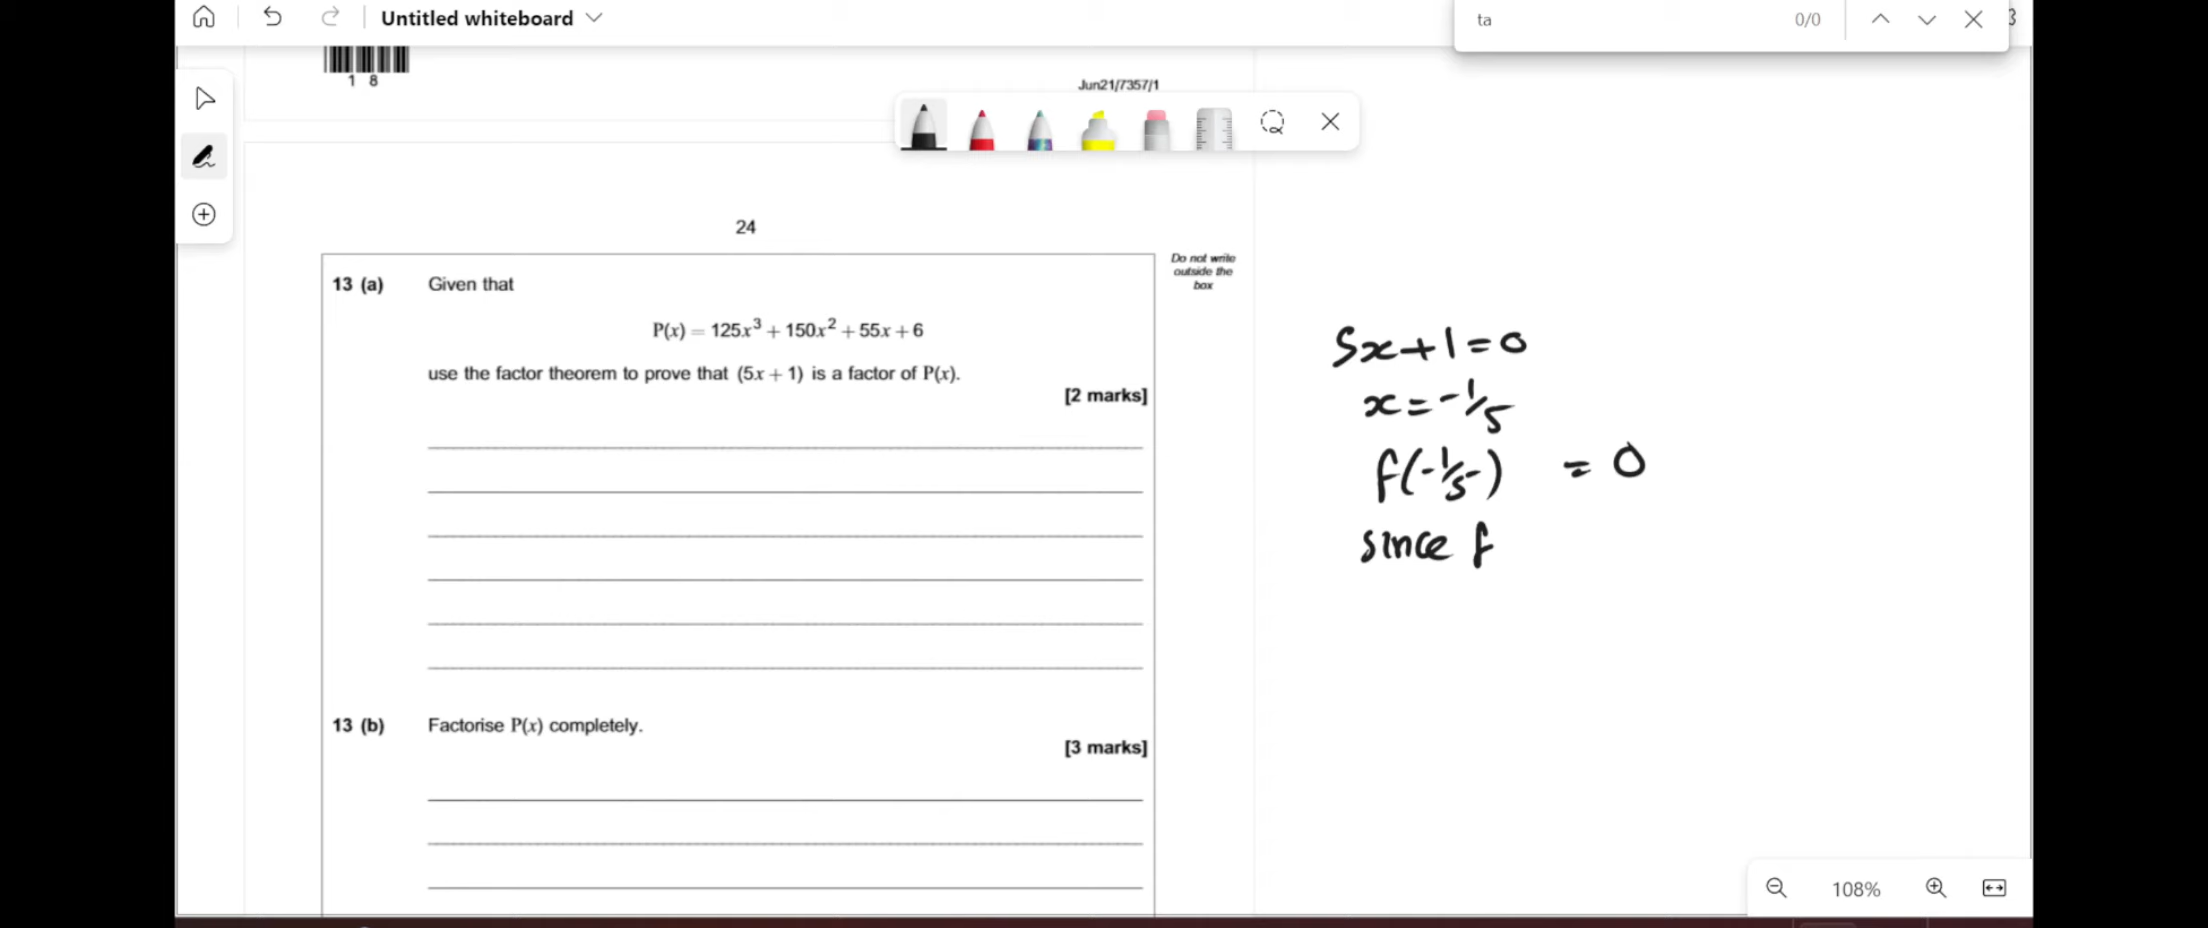 Untitled whiteboard
ta
0/0
1 8
Jun21/7357/1
24
Do not write
outside the
box
13 (a) Given that
P(x) = 125x³ + 150x² + 55x + 6
use the factor theorem to prove that (5x + 1) is a factor of P(x).
[2 marks]
13 (b) Factorise P(x) completely.
[3 marks]
5x+1=0
x=-1/5
f(-1/5) = 0
since f
108%